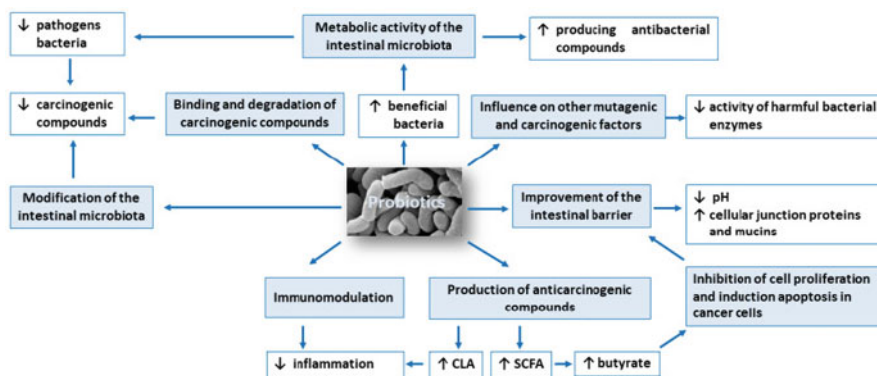 ↓ pathogens
bacteria
Metabolic activity of the
intestinal microbiota
↑ producing antibacterial
compounds
↓ carcinogenic
compounds
Binding and degradation of
carcinogenic compounds
↑ beneficial
bacteria
Influence on other mutagenic
and carcinogenic factors
↓ activity of harmful bacterial
enzymes
Modification of the
intestinal microbiota
Probiotics
Improvement of the
intestinal barrier
↓ pH
↑ cellular junction proteins
and mucins
Immunomodulation
Production of anticarcinogenic
compounds
Inhibition of cell proliferation
and induction apoptosis in
cancer cells
↓ inflammation
↑ CLA
↑ SCFA
↑ butyrate